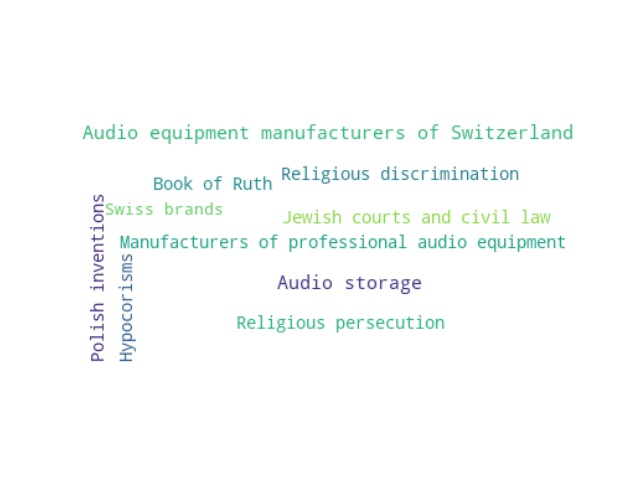 Audio equipment manufacturers of Switzerland
Religious discrimination
Book of Ruth
Swiss brands
Jewish courts and civil law
Manufacturers of professional audio equipment
Audio storage
Religious persecution
Polish inventions
Hypocorisms